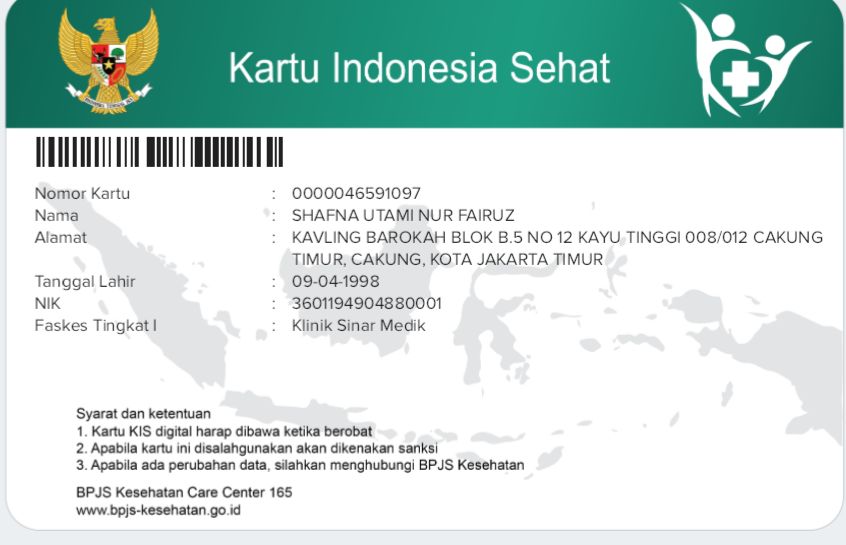 Kartu Indonesia Sehat
Nomor Kartu : 0000046591097
Nama : SHAFNA UTAMI NUR FAIRUZ
Alamat : KAVLING BAROKAH BLOK B.5 NO 12 KAYU TINGGI 008/012 CAKUNG
TIMUR, CAKUNG, KOTA JAKARTA TIMUR
Tanggal Lahir : 09-04-1998
NIK : 3601194904880001
Faskes Tingkat I : Klinik Sinar Medik
Syarat dan ketentuan
1. Kartu KIS digital harap dibawa ketika berobat
2. Apabila kartu ini disalahgunakan akan dikenakan sanksi
3. Apabila ada perubahan data, silahkan menghubungi BPJS Kesehatan
BPJS Kesehatan Care Center 165
www.bpjs-kesehatan.go.id